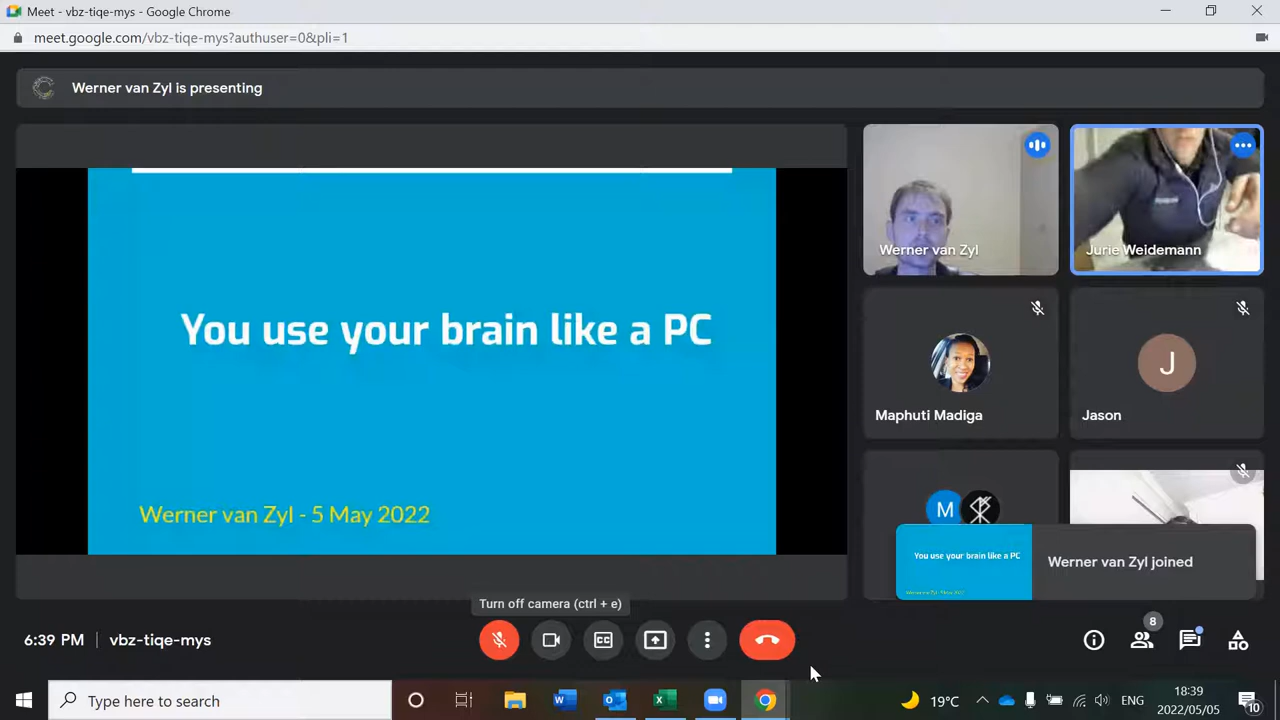 Meet - vbz-tiqe-mys - Google Chrome
meet.google.com/vbz-tiqe-mys?authuser=0&pli=1
Werner van Zyl is presenting
You use your brain like a PC
Werner van Zyl - 5 May 2022
Werner van Zyl
Jurie Weidemann
Maphuti Madiga
J
Jason
M
You use your brain like a PC
Werner van Zyl joined
Turn off camera (ctrl + e)
6:39 PM | vbz-tiqe-mys
CC
8
Type here to search
19°C
ENG
18:39
2022/05/05
10